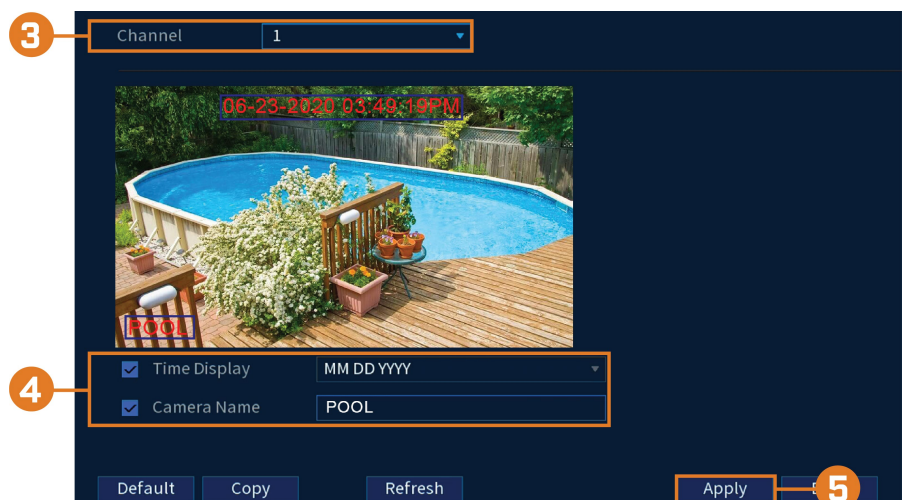 3 Channel 1
06-23-2020 03:49:19PM
POOL
4 Time Display MM DD YYYY
Camera Name POOL
Default Copy Refresh Apply 5